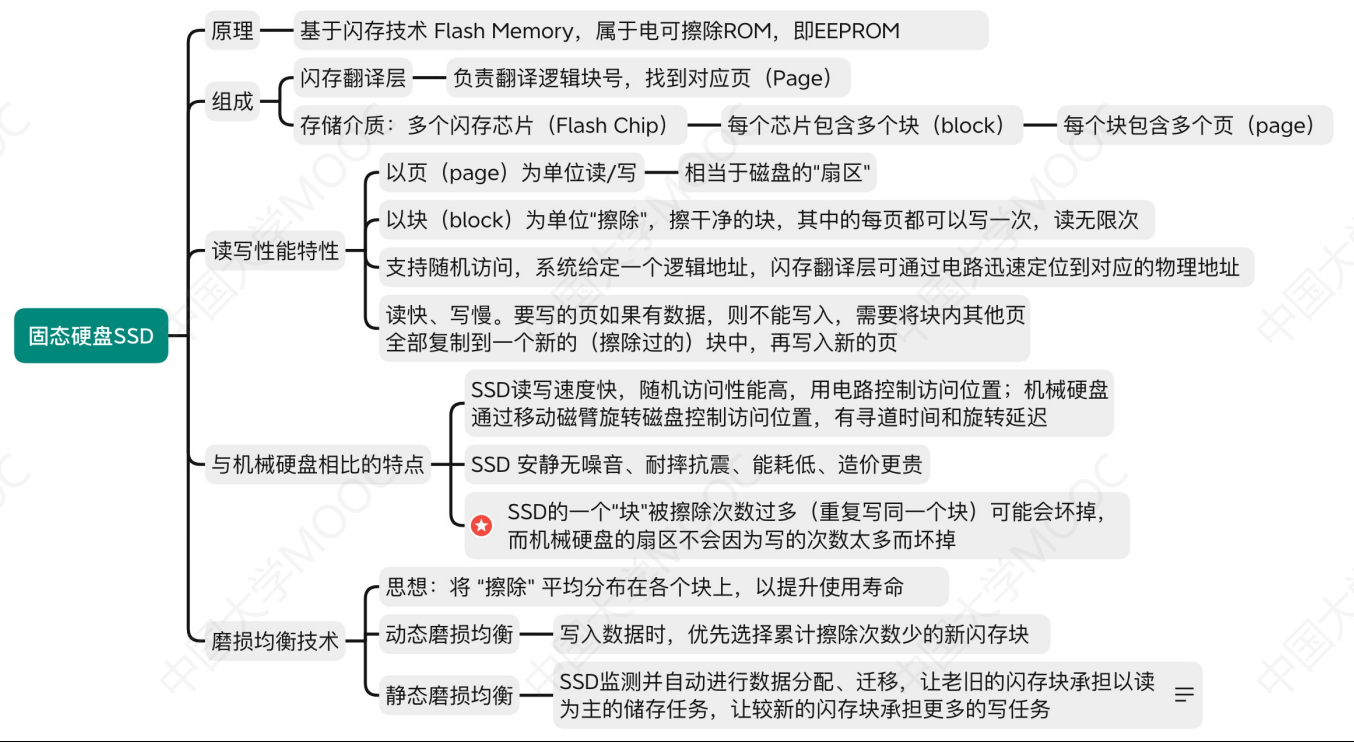 原理
基于闪存技术 Flash Memory，属于电可擦除ROM，即EEPROM
组成
闪存翻译层
负责翻译逻辑块号，找到对应页（Page）
存储介质：多个闪存芯片（Flash Chip）
每个芯片包含多个块（block）
每个块包含多个页（page）
固态硬盘SSD
读写性能特性
以页（page）为单位读/写
相当于磁盘的"扇区"
以块（block）为单位"擦除"，擦干净的块，其中的每页都可以写一次，读无限次
支持随机访问，系统给定一个逻辑地址，闪存翻译层可通过电路迅速定位到对应的物理地址
读快、写慢。要写的页如果有数据，则不能写入，需要将块内其他页
全部复制到一个新的（擦除过的）块中，再写入新的页
与机械硬盘相比的特点
SSD读写速度快，随机访问性能高，用电路控制访问位置；机械硬盘
通过移动磁臂旋转磁盘控制访问位置，有寻道时间和旋转延迟
SSD 安静无噪音、耐摔抗震、能耗低、造价更贵
SSD的一个"块"被擦除次数过多（重复写同一个块）可能会坏掉，
而机械硬盘的扇区不会因为写的次数太多而坏掉
磨损均衡技术
思想：将 "擦除" 平均分布在各个块上，以提升使用寿命
动态磨损均衡
写入数据时，优先选择累计擦除次数少的新闪存块
静态磨损均衡
SSD监测并自动进行数据分配、迁移，让老旧的闪存块承担以读
为主的储存任务，让较新的闪存块承担更多的写任务
中国大学MOOC